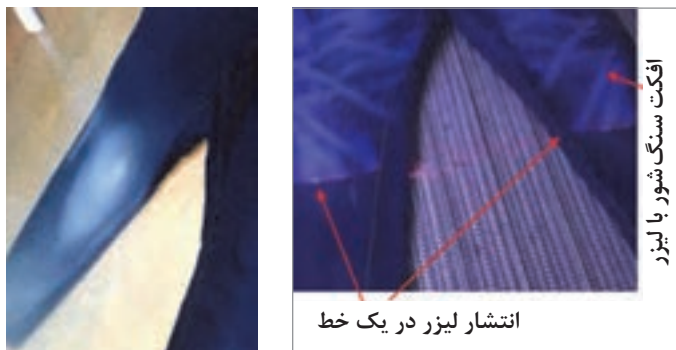 افکت سنگ شور با لیزر
انتشار لیزر در یک خط